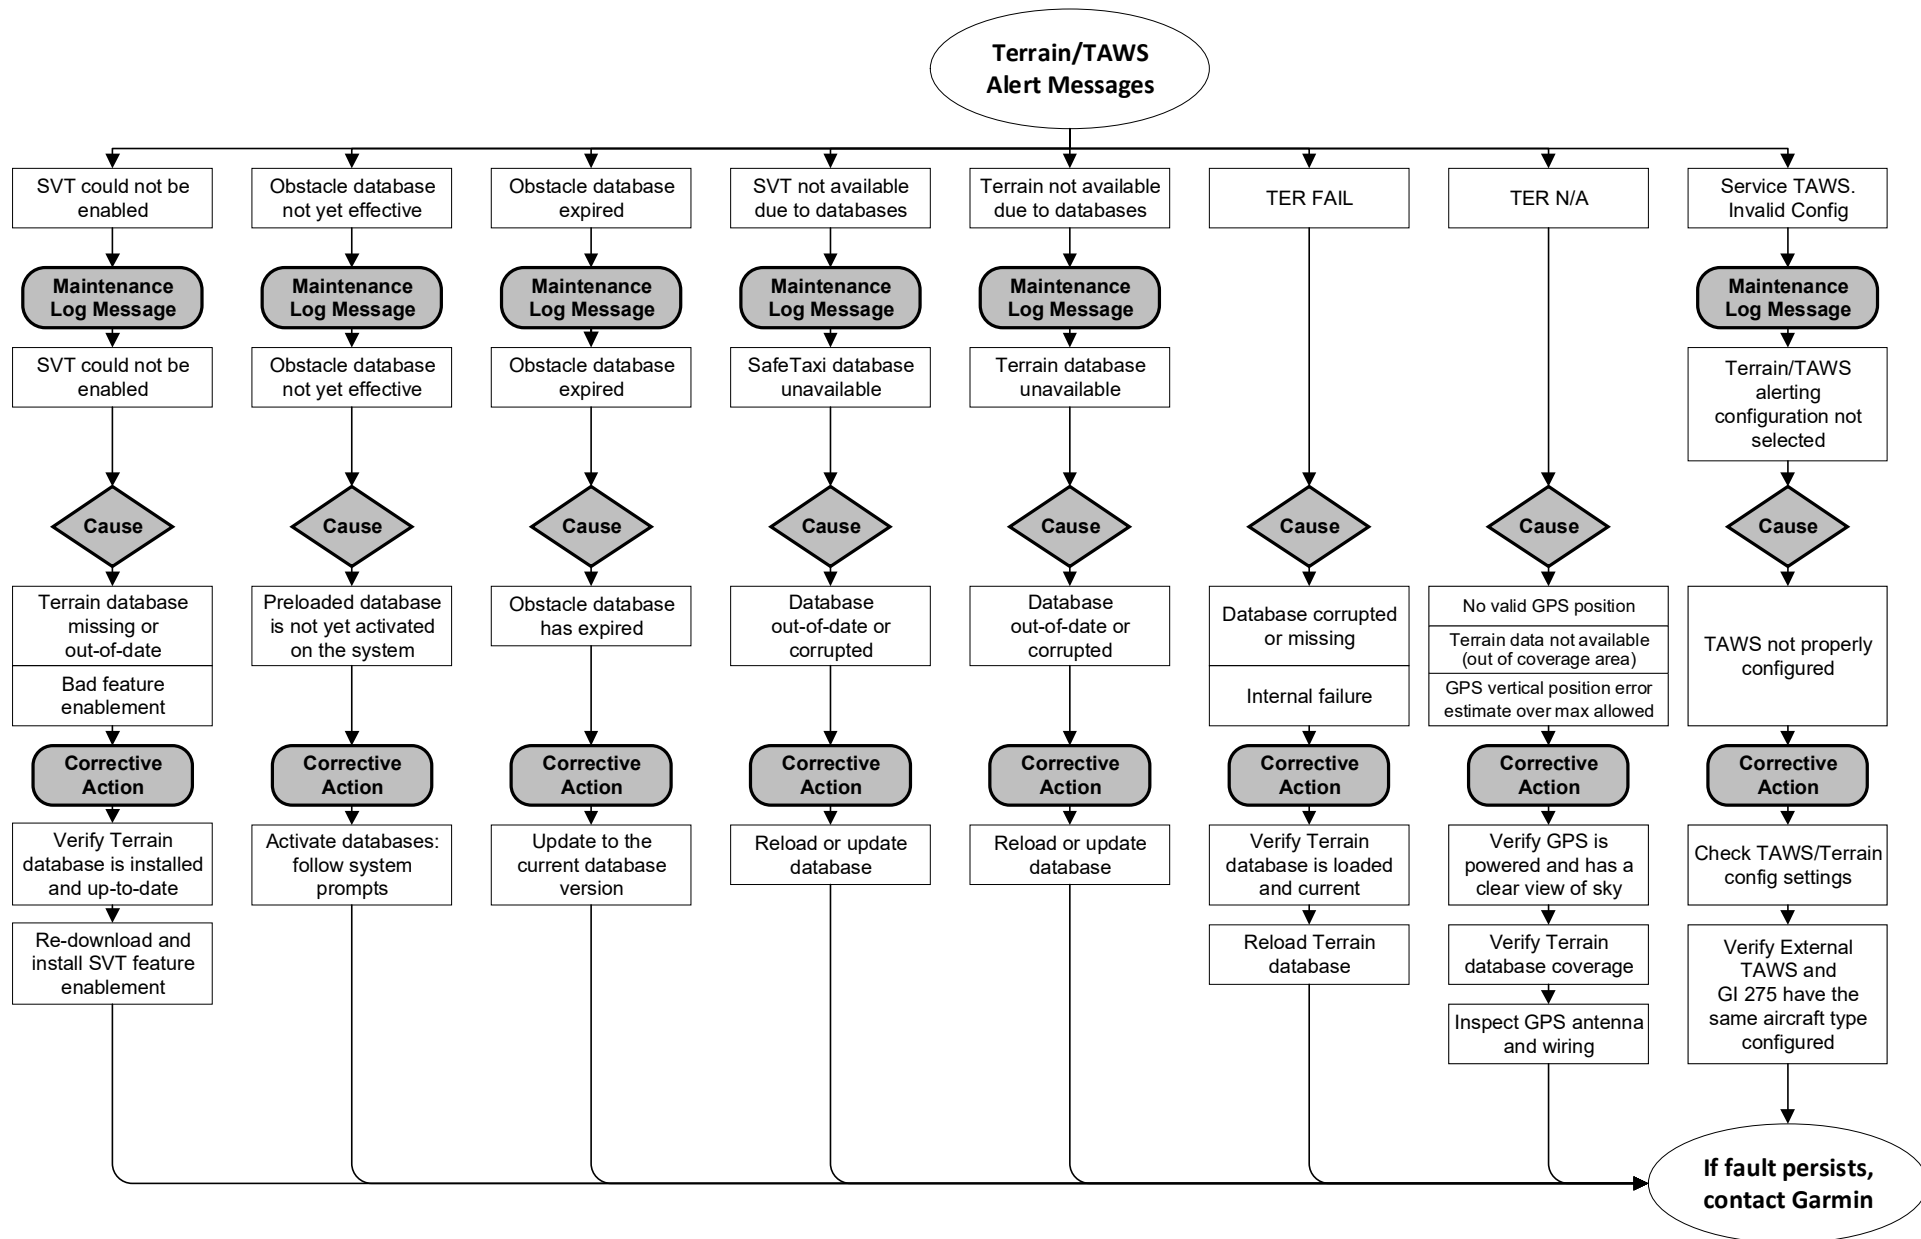 Terrain/TAWS
Alert Messages
SVT could not be
enabled
Obstacle database
not yet effective
Obstacle database
expired
SVT not available
due to databases
Terrain not available
due to databases
TER FAIL
TER N/A
Service TAWS.
Invalid Config
Maintenance
Log Message
Maintenance
Log Message
Maintenance
Log Message
Maintenance
Log Message
Maintenance
Log Message
Maintenance
Log Message
SVT could not be
enabled
Obstacle database
not yet effective
Obstacle database
expired
SafeTaxi database
unavailable
Terrain database
unavailable
Terrain/TAWS
alerting
configuration not
selected
Cause
Cause
Cause
Cause
Cause
Cause
Cause
Cause
Terrain database
missing or
out-of-date
Bad feature
enablement
Preloaded database
is not yet activated
on the system
Obstacle database
has expired
Database
out-of-date or
corrupted
Database
out-of-date or
corrupted
Database corrupted
or missing
Internal failure
No valid GPS position
Terrain data not available
(out of coverage area)
GPS vertical position error
estimate over max allowed
TAWS not properly
configured
Corrective
Action
Corrective
Action
Corrective
Action
Corrective
Action
Corrective
Action
Corrective
Action
Corrective
Action
Corrective
Action
Verify Terrain
database is installed
and up-to-date
Activate databases:
follow system
prompts
Update to the
current database
version
Reload or update
database
Reload or update
database
Verify Terrain
database is loaded
and current
Verify GPS is
powered and has a
clear view of sky
Check TAWS/Terrain
config settings
Re-download and
install SVT feature
enablement
Reload Terrain
database
Verify Terrain
database coverage
Verify External
TAWS and
GI 275 have the
same aircraft type
configured
Inspect GPS antenna
and wiring
If fault persists,
contact Garmin